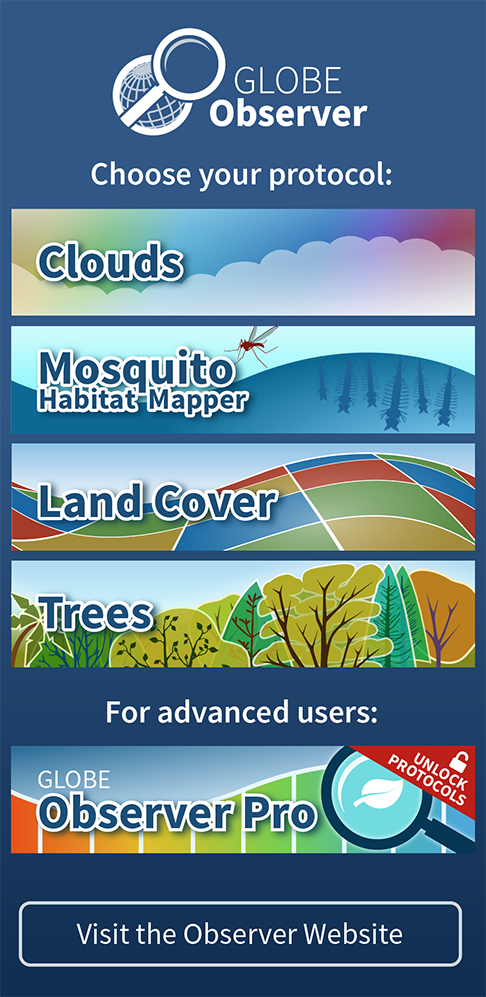 GLOBE
Observer
Choose your protocol:
Clouds
Mosquito
Habitat Mapper
Land Cover
Trees
For advanced users:
GLOBE
Observer Pro
UNLOCK
PROTOCOLS
Visit the Observer Website